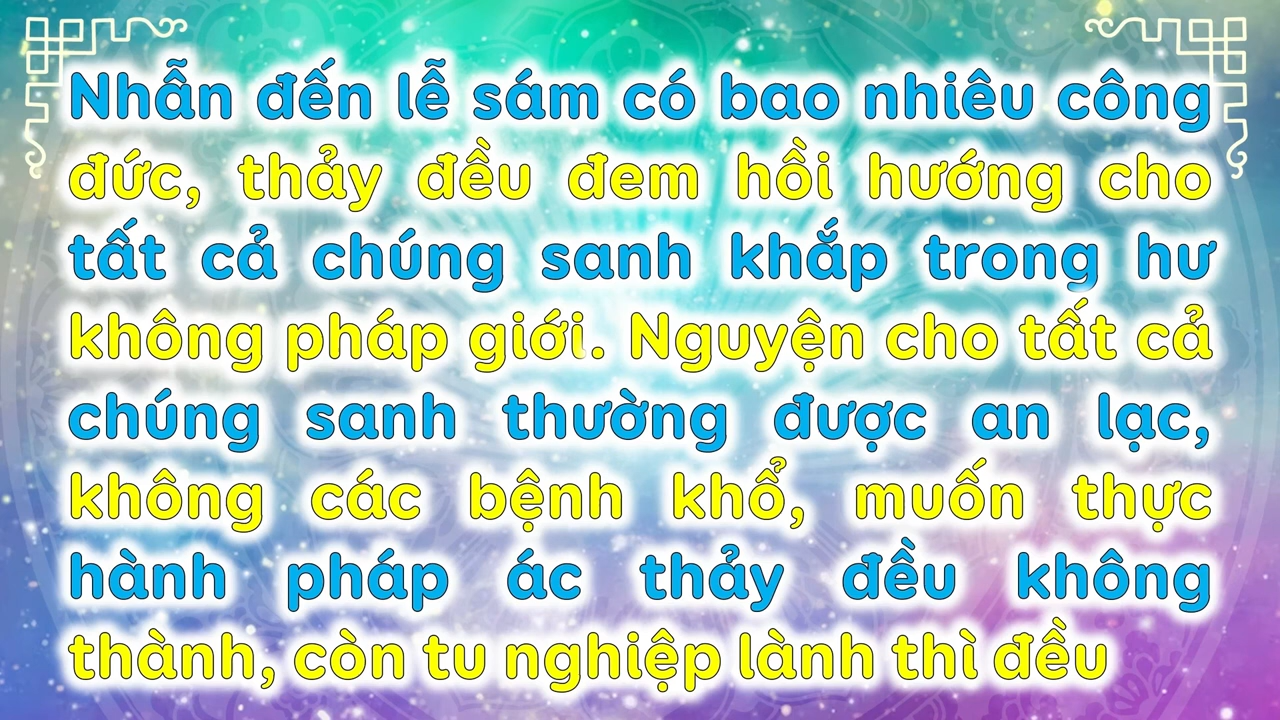 Nhẫn đến lễ sám có bao nhiêu công
đức, thảy đều đem hồi hướng cho
tất cả chúng sanh khắp trong hư
không pháp giới. Nguyện cho tất cả
chúng sanh thường được an lạc,
không các bệnh khổ, muốn thực
hành pháp ác thảy đều không
thành, còn tu nghiệp lành thì đều